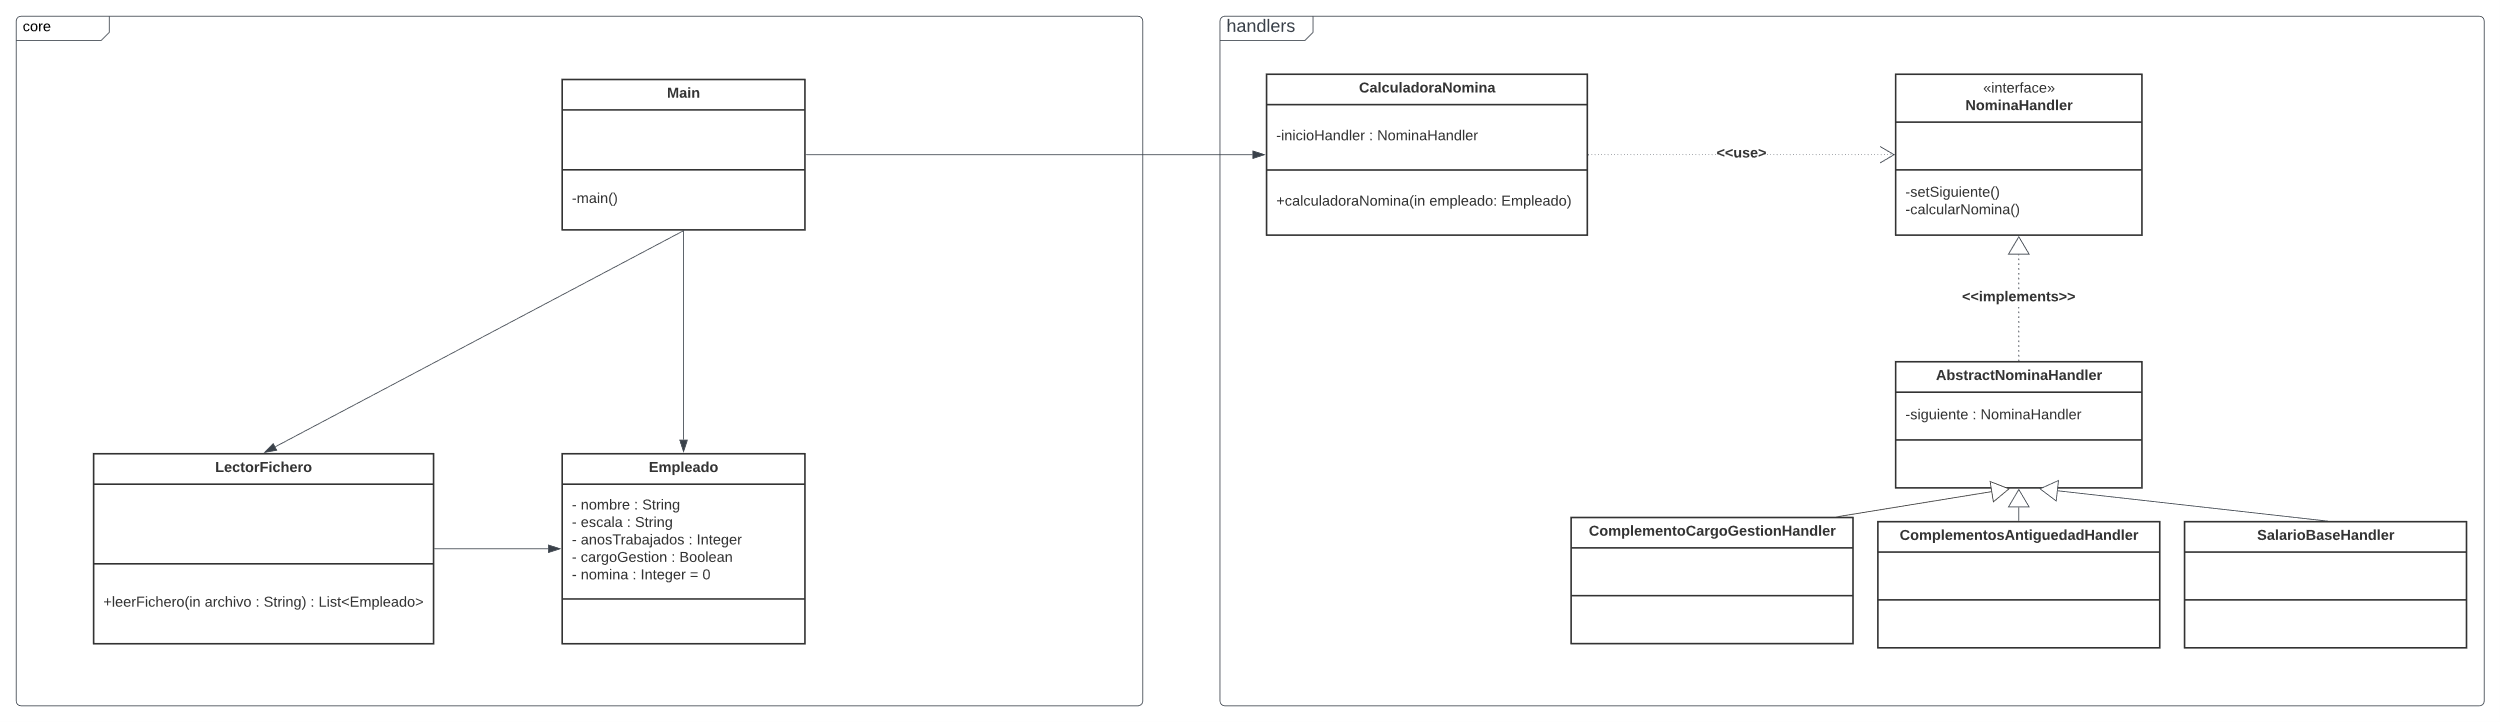 core
Main
-main()
LectorFichero
+leerFichero(in archivo : String) : List<Empleado>
Empleado
- nombre : String
- escala : String
- anosTrabajados : Integer
- cargoGestion : Boolean
- nomina : Integer = 0
handlers
CalculadoraNomina
-inicioHandler : NominaHandler
+calculadoraNomina(in empleado: Empleado)
<<use>
«interface»
NominaHandler
-setSiguiente()
-calcularNomina()
<<implements>>
AbstractNominaHandler
-siguiente : NominaHandler
ComplementoCargoGestionHandler
ComplementosAntiguedadHandler
SalarioBaseHandler